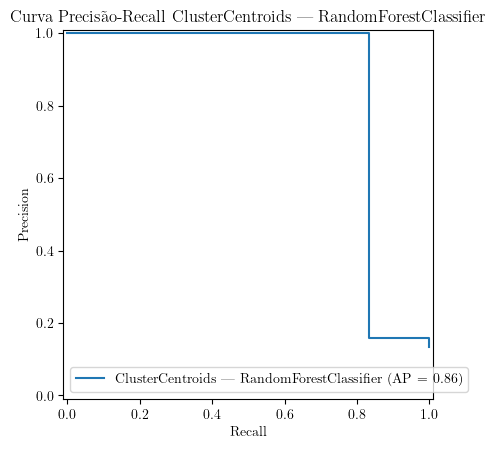 Curva Precisão-Recall ClusterCentroids — RandomForestClassifier
1.0
0.8
0.6
0.4
0.2
0.0
Precision
ClusterCentroids — RandomForestClassifier (AP = 0.86)
0.0 0.2 0.4 0.6 0.8 1.0
Recall